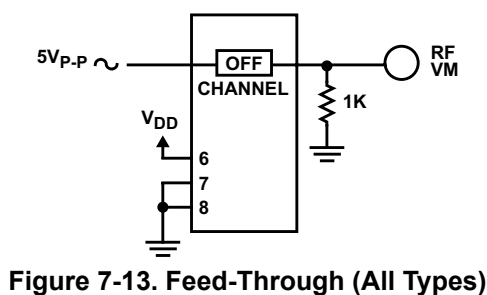 5VP-P
OFF
CHANNEL
RF
VM
1K
VDD
6
7
8
Figure 7-13. Feed-Through (All Types)